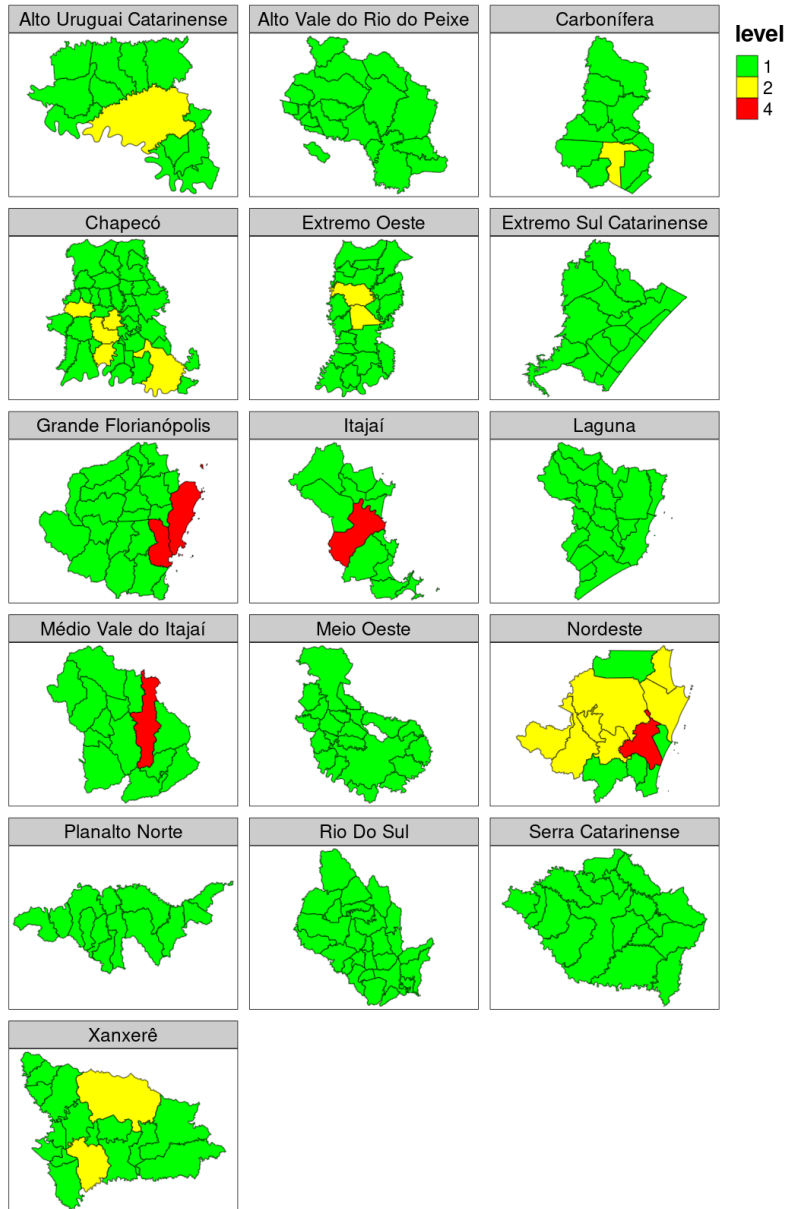 Alto Uruguai Catarinense
Alto Vale do Rio do Peixe
Carbonífera
level
1
2
4
Chapecó
Extremo Oeste
Extremo Sul Catarinense
Grande Florianópolis
Itajaí
Laguna
Médio Vale do Itajaí
Meio Oeste
Nordeste
Planalto Norte
Rio Do Sul
Serra Catarinense
Xanxerê